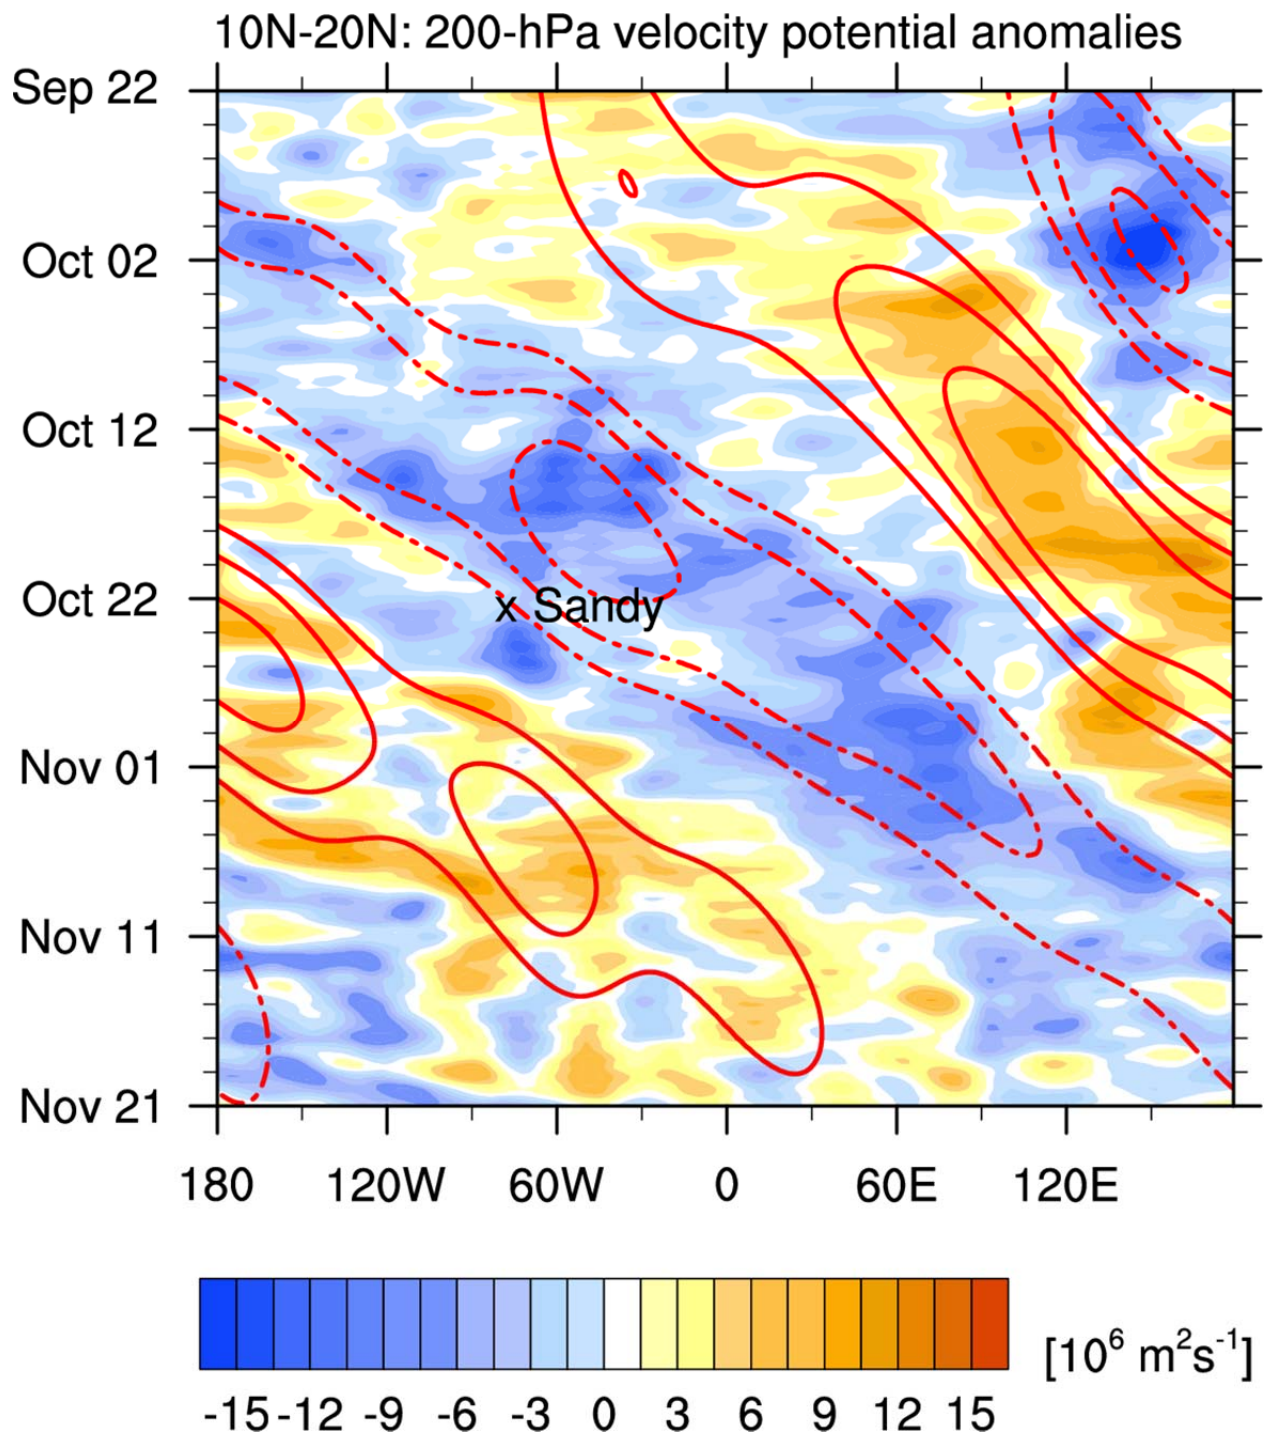 10N-20N: 200-hPa velocity potential anomalies
Sep 22
Oct 02
Oct 12
Oct 22
x Sandy
Nov 01
Nov 11
Nov 21
180 120W 60W 0 60E 120E
[10⁶ m²s⁻¹]
-15 -12 -9 -6 -3 0 3 6 9 12 15